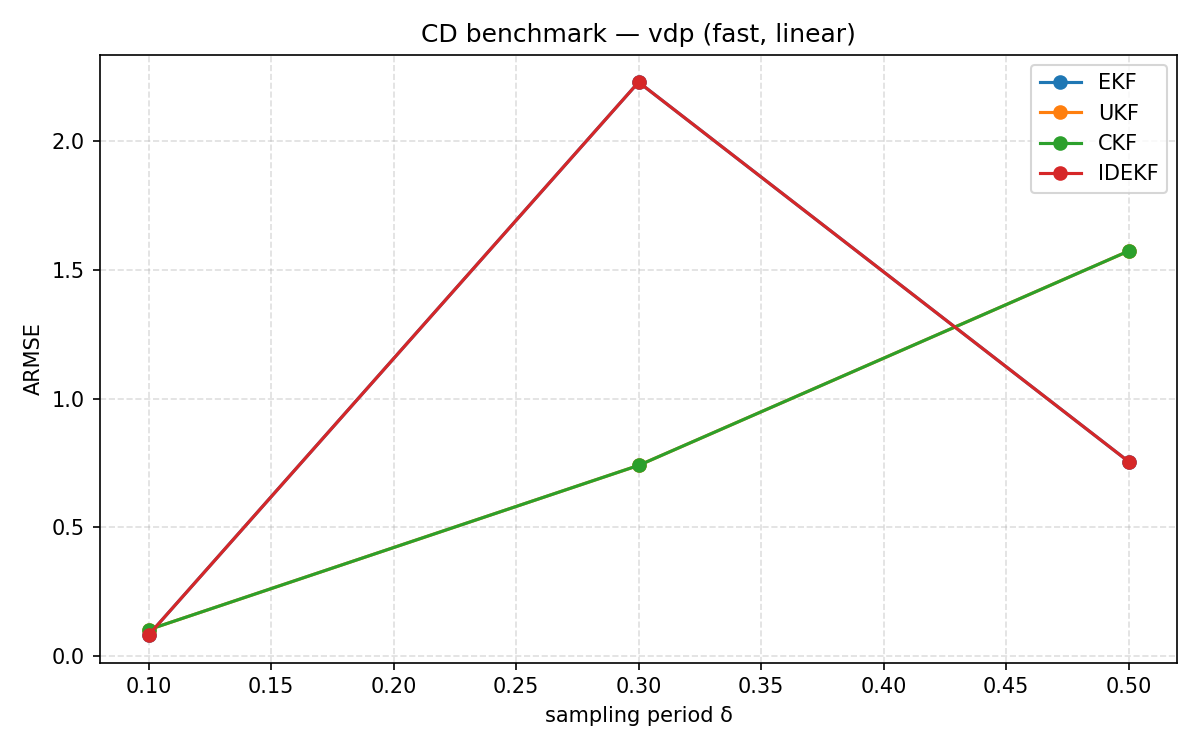 CD benchmark — vdp (fast, linear)
EKF
UKF
CKF
IDEKF
ARMSE
2.0
1.5
1.0
0.5
0.0
0.10 0.15 0.20 0.25 0.30 0.35 0.40 0.45 0.50
sampling period δ